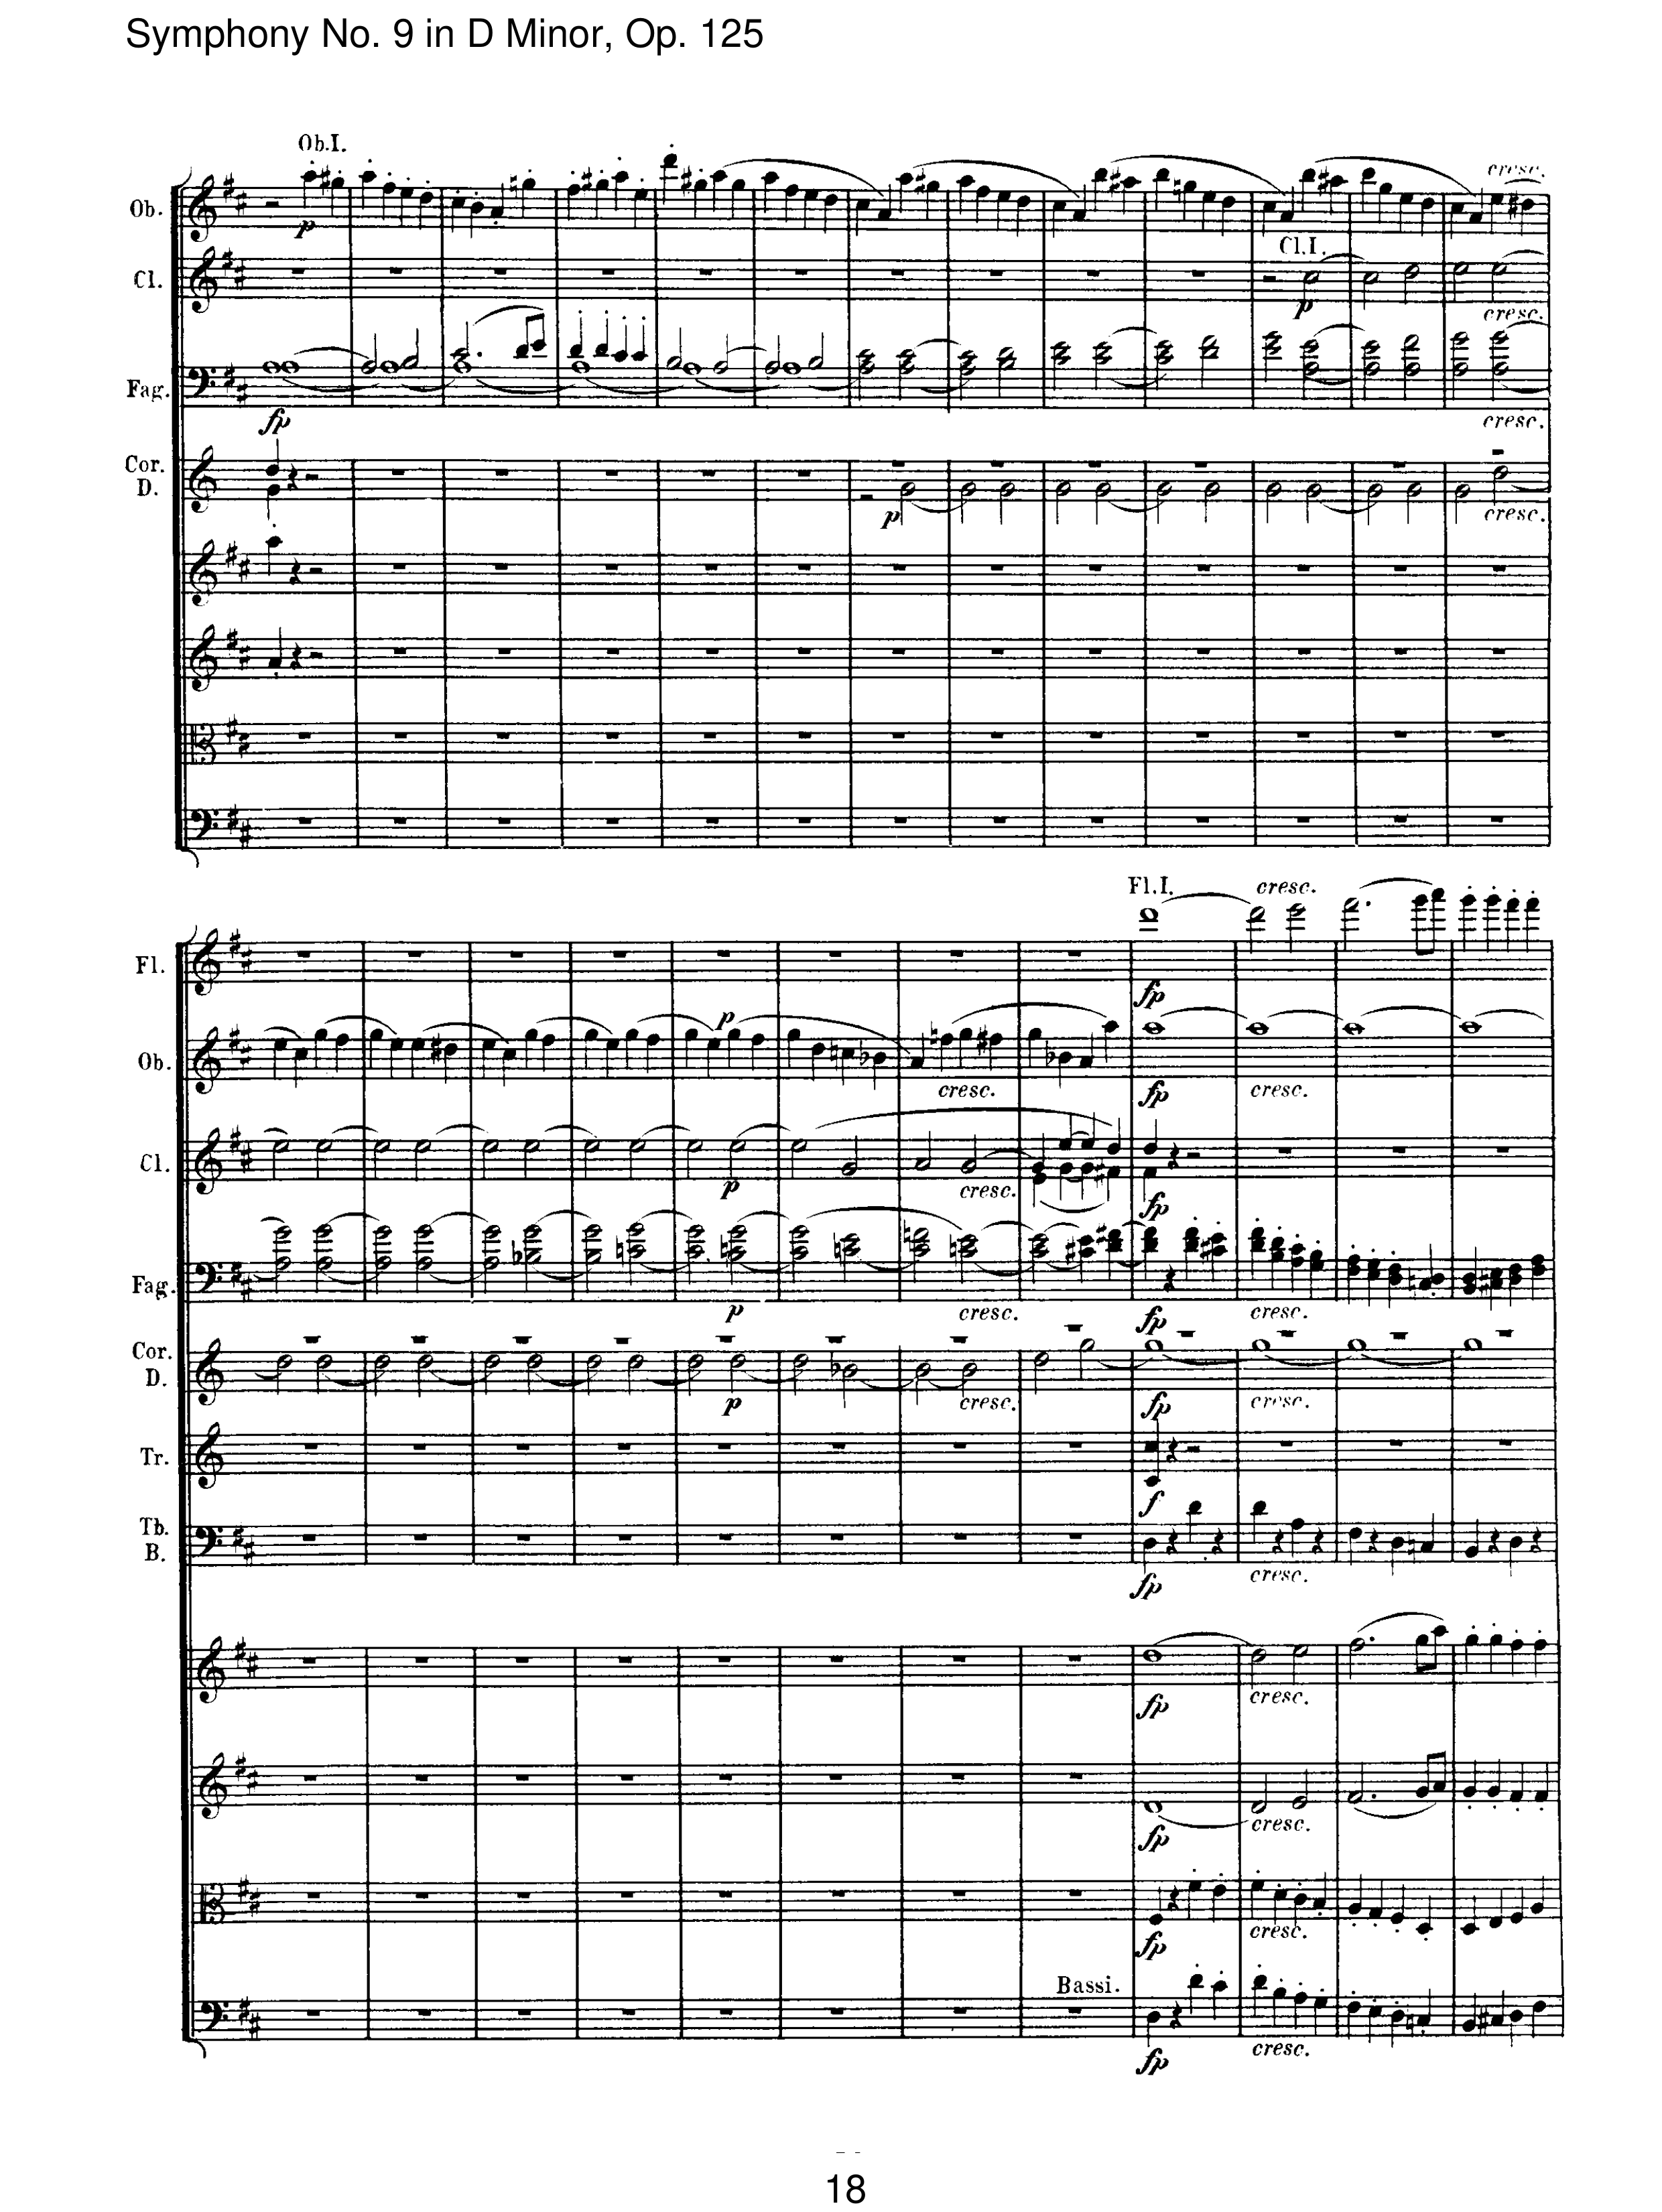 Symphony No. 9 in D Minor, Op. 125
Ob.I.
cresc.
Ob.
p
Cl.I.
Cl.
p
cresc.
Fag.
fp
cresc.
Cor.
D.
p
cresc.
Fl.I.
cresc.
Fl.
fp
p
Ob.
cresc.
fp
cresc.
Cl.
p
cresc.
fp
Fag.
p
cresc.
fp
cresc.
Cor.
D.
p
cresc.
fp
cresc.
Tr.
f
Tb.
B.
fp
cresc.
fp
cresc.
fp
cresc.
fp
cresc.
Bassi.
fp
cresc.
18